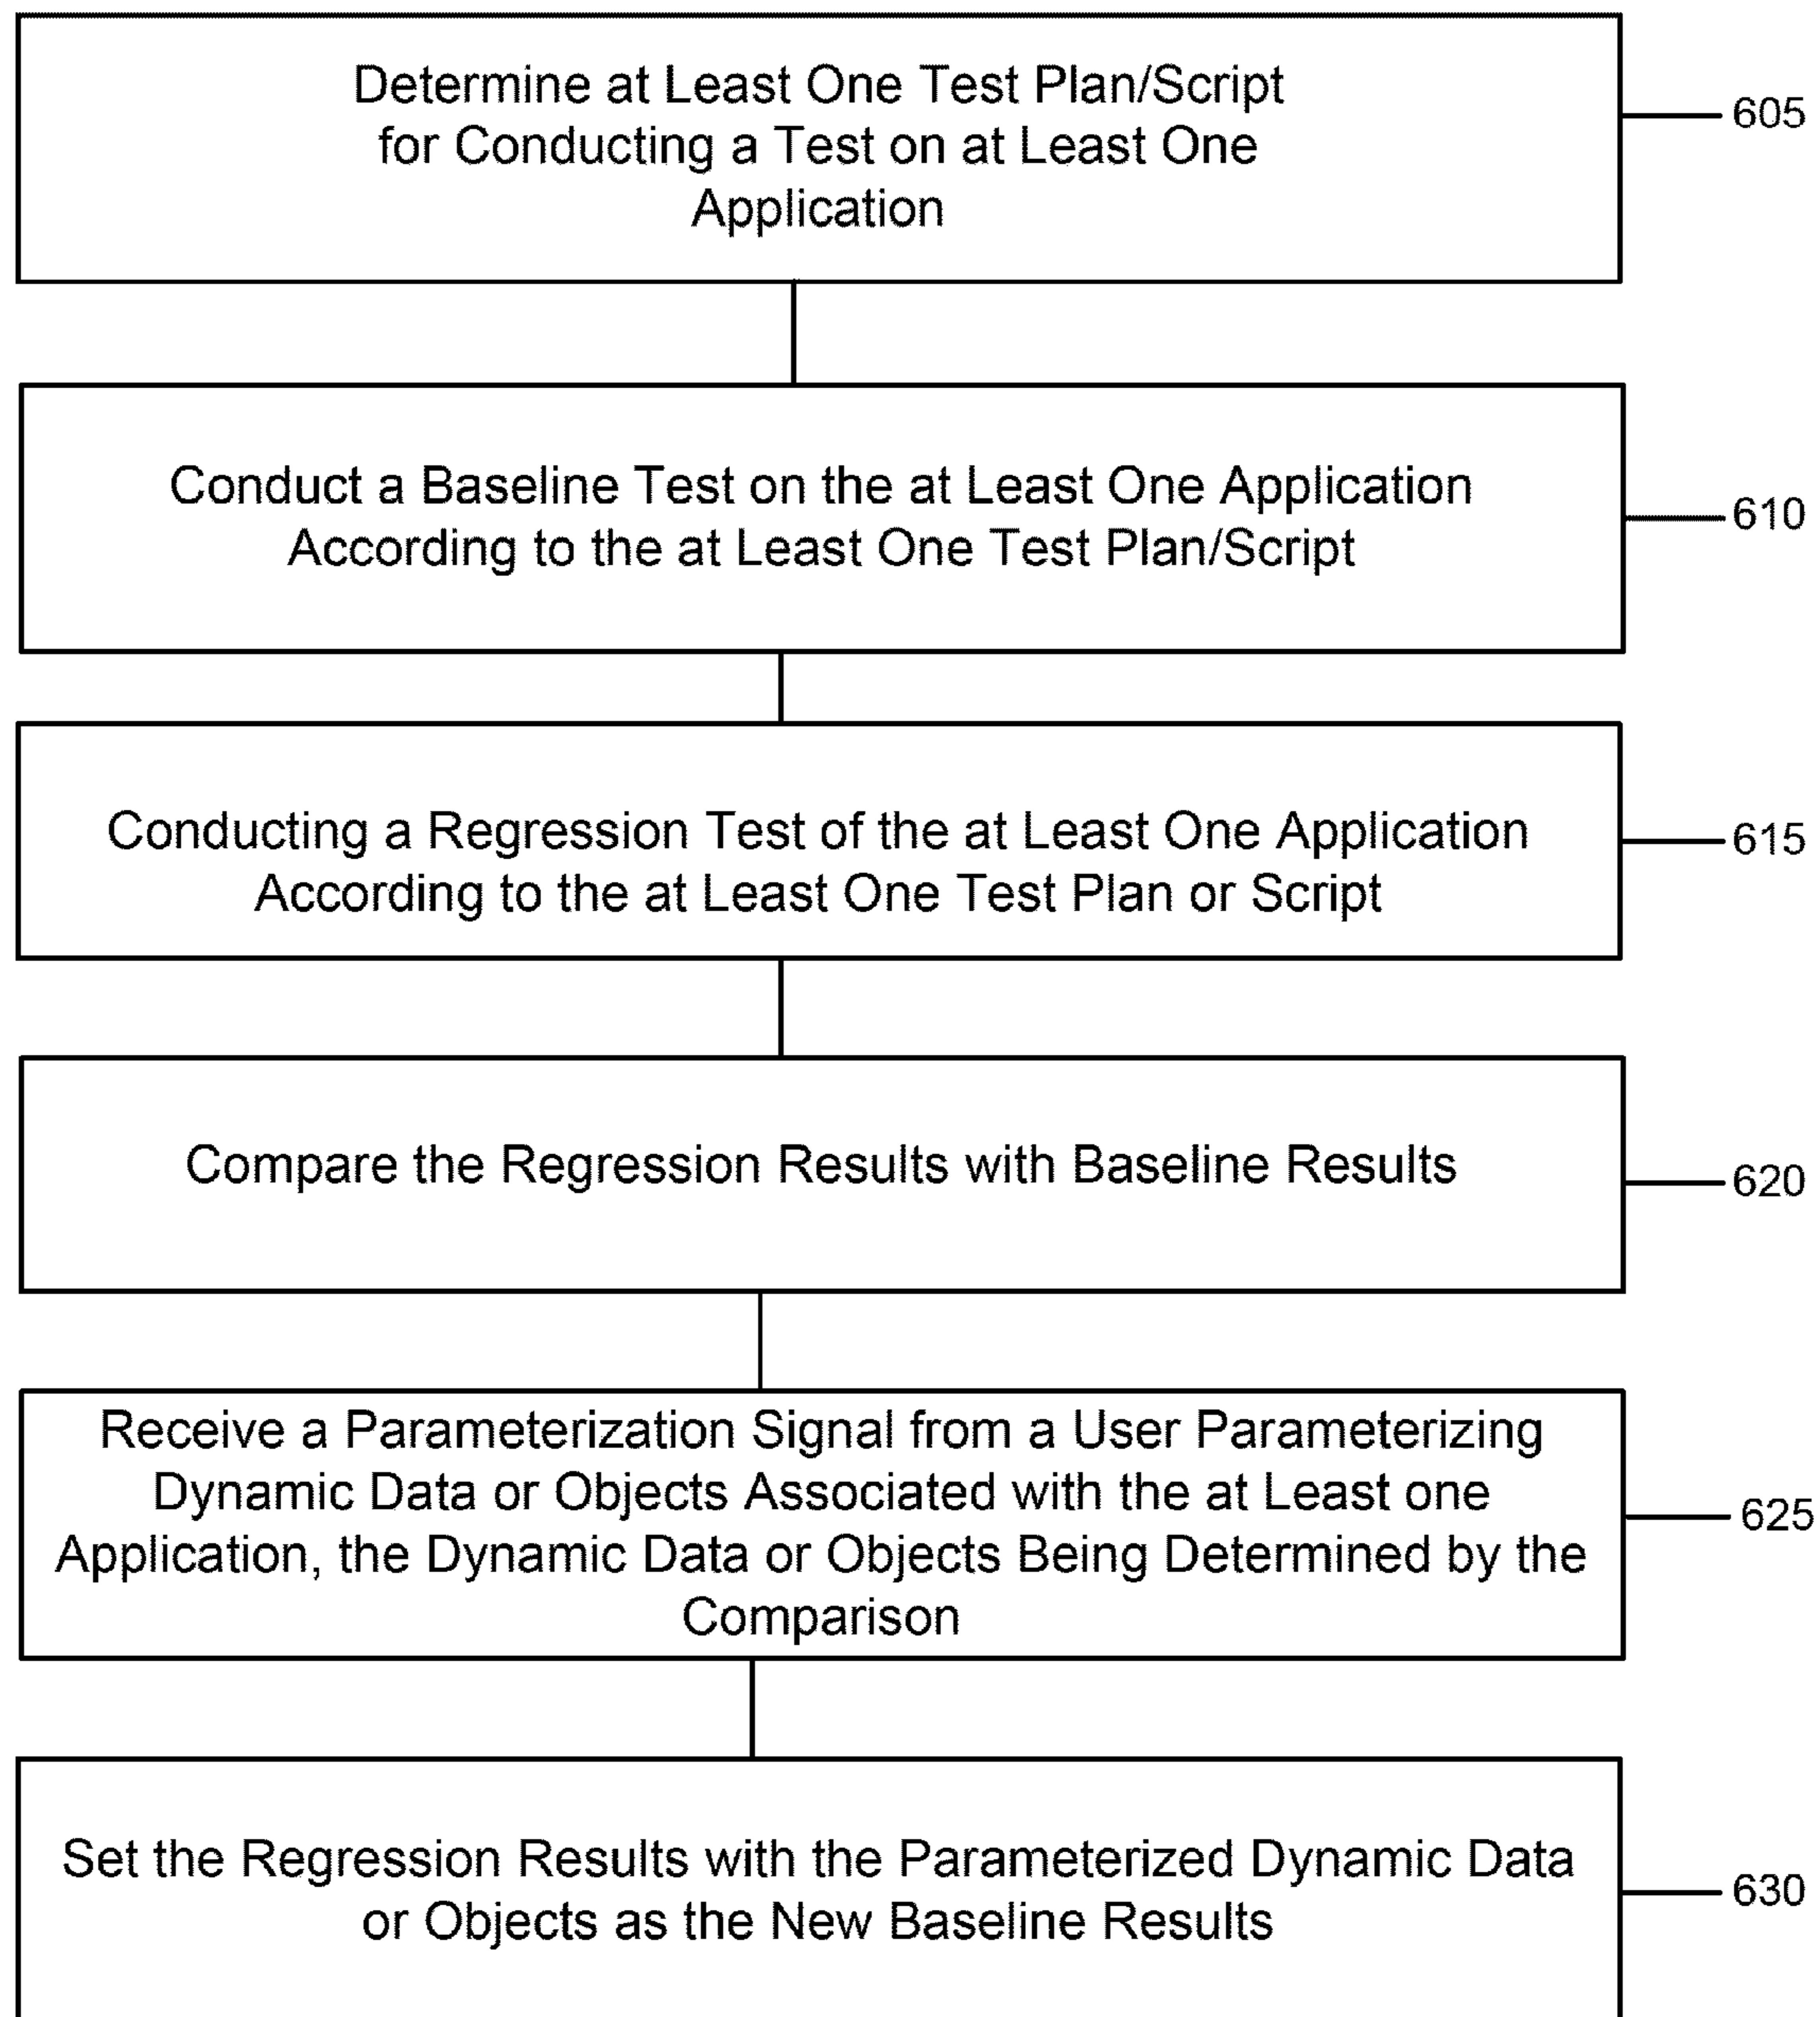 Determine at Least One Test Plan/Script
for Conducting a Test on at Least One
Application
605
Conduct a Baseline Test on the at Least One Application
According to the at Least One Test Plan/Script
610
Conducting a Regression Test of the at Least One Application
According to the at Least One Test Plan or Script
615
Compare the Regression Results with Baseline Results
620
Receive a Parameterization Signal from a User Parameterizing
Dynamic Data or Objects Associated with the at Least one
Application, the Dynamic Data or Objects Being Determined by the
Comparison
625
Set the Regression Results with the Parameterized Dynamic Data
or Objects as the New Baseline Results
630